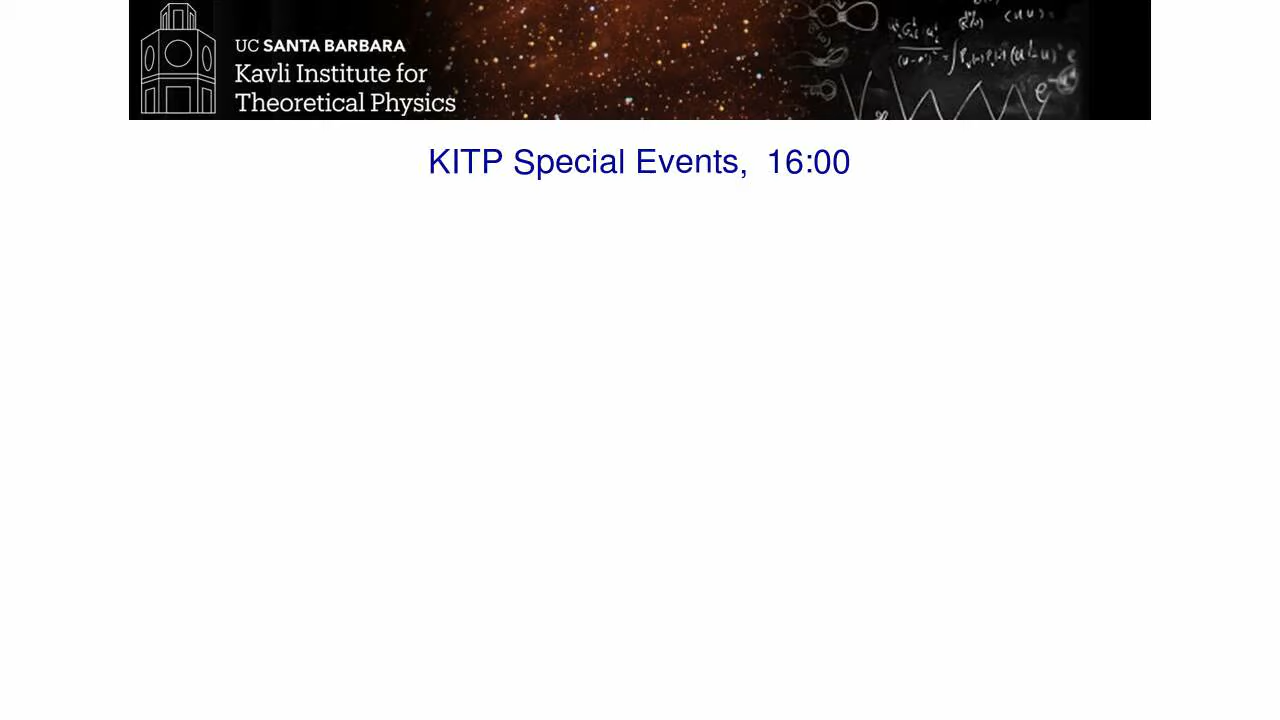 UC SANTA BARBARA
Kavli Institute for
Theoretical Physics
KITP Special Events, 16:00